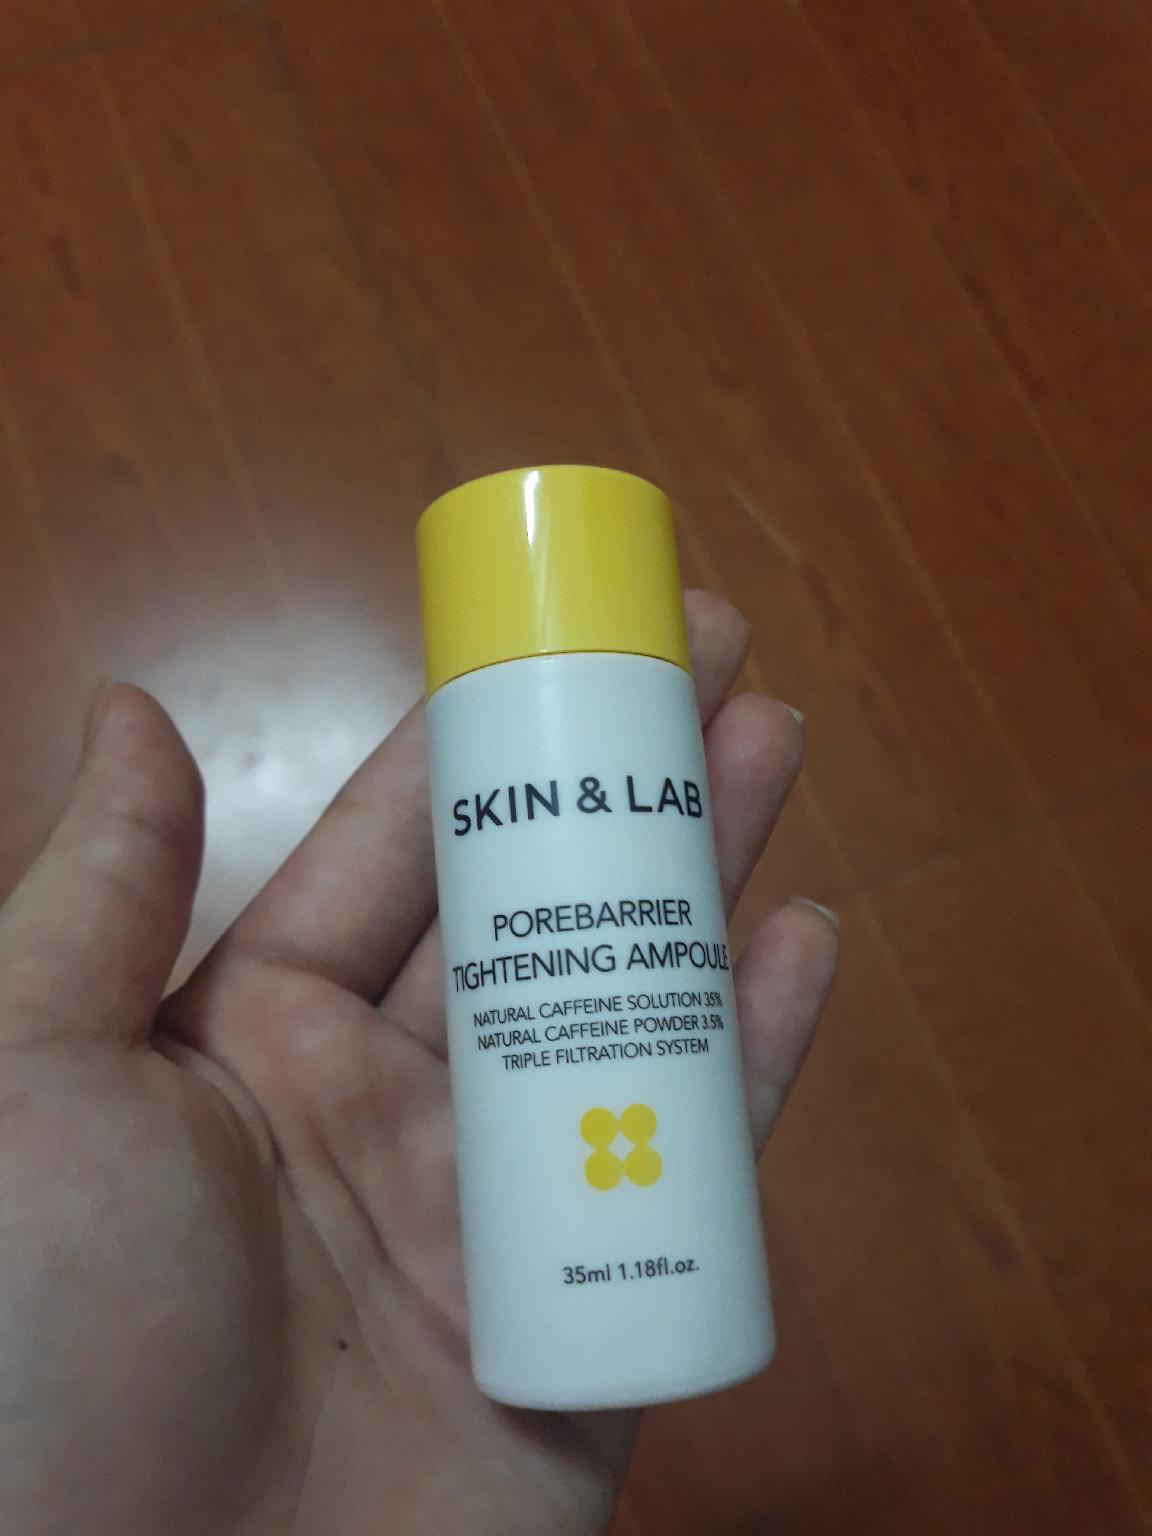 SKIN & LAB
POREBARRIER
TIGHTENING AMPOULE
NATURAL CAFFEINE SOLUTION 35%
NATURAL CAFFEINE POWDER 3.5%
TRIPLE FILTRATION SYSTEM
35ml 1.18fl.oz.